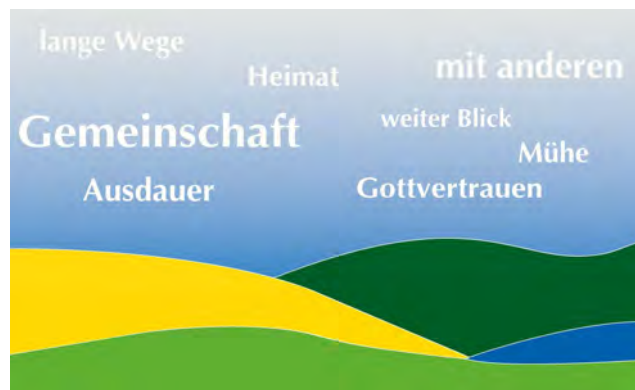 lange Wege
Heimat
mit anderen
Gemeinschaft
weiter Blick
Mühe
Ausdauer
Gottvertrauen